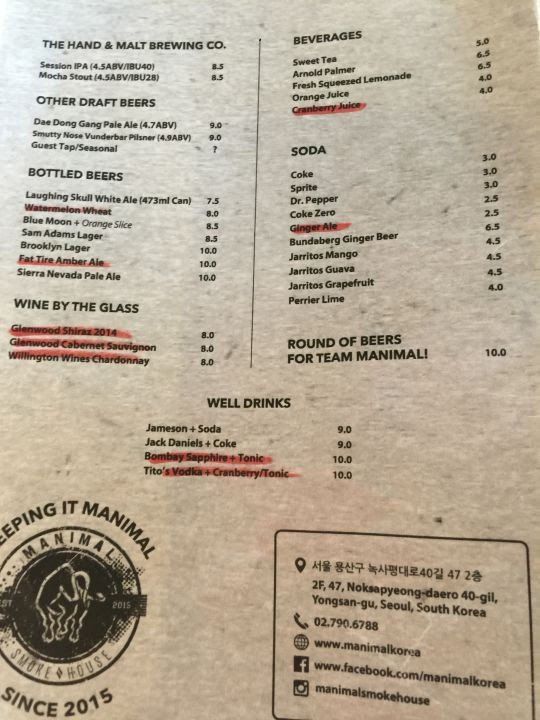 THE HAND & MALT BREWING CO.
Session IPA (4.5ABV/IBU40) 8.5
Mocha Stout (4.5ABV/IBU28) 8.5
OTHER DRAFT BEERS
Dae Dong Gang Pale Ale (4.7ABV) 9.0
Smutty Nose Vunderbar Pilsner (4.9ABV) 9.0
Guest Tap/Seasonal ?
BOTTLED BEERS
Laughing Skull White Ale (473ml Can) 7.5
Watermelon Wheat 8.0
Blue Moon + Orange Slice 8.5
Sam Adams Lager 8.5
Brooklyn Lager 10.0
Fat Tire Amber Ale 10.0
Sierra Nevada Pale Ale 10.0
WINE BY THE GLASS
Glenwood Shiraz 2014 8.0
Glenwood Cabernet Sauvignon 8.0
Willington Wines Chardonnay 8.0
BEVERAGES
Sweet Tea 5.0
Arnold Palmer 6.5
Fresh Squeezed Lemonade 6.5
Orange Juice 4.0
Cranberry Juice 4.0
SODA
Coke 3.0
Sprite 3.0
Dr. Pepper 3.0
Coke Zero 2.5
Ginger Ale 2.5
Bundaberg Ginger Beer 6.5
Jarritos Mango 4.5
Jarritos Guava 4.5
Jarritos Grapefruit 4.5
Perrier Lime 4.0
ROUND OF BEERS
FOR TEAM MANIMAL! 10.0
WELL DRINKS
Jameson + Soda 9.0
Jack Daniels + Coke 9.0
Bombay Sapphire + Tonic 10.0
Tito's Vodka + Cranberry/Tonic 10.0
EEPING IT MANIMAL
MANIMAL
EST 2015
SMOKE HOUSE
SINCE 2015
서울 용산구 녹사평대로40길 47 2층
2F, 47, Noksapyeong-daero 40-gil,
Yongsan-gu, Seoul, South Korea
02.790.6788
www.manimalkorea
www.facebook.com/manimalkorea
manimalsmokehouse